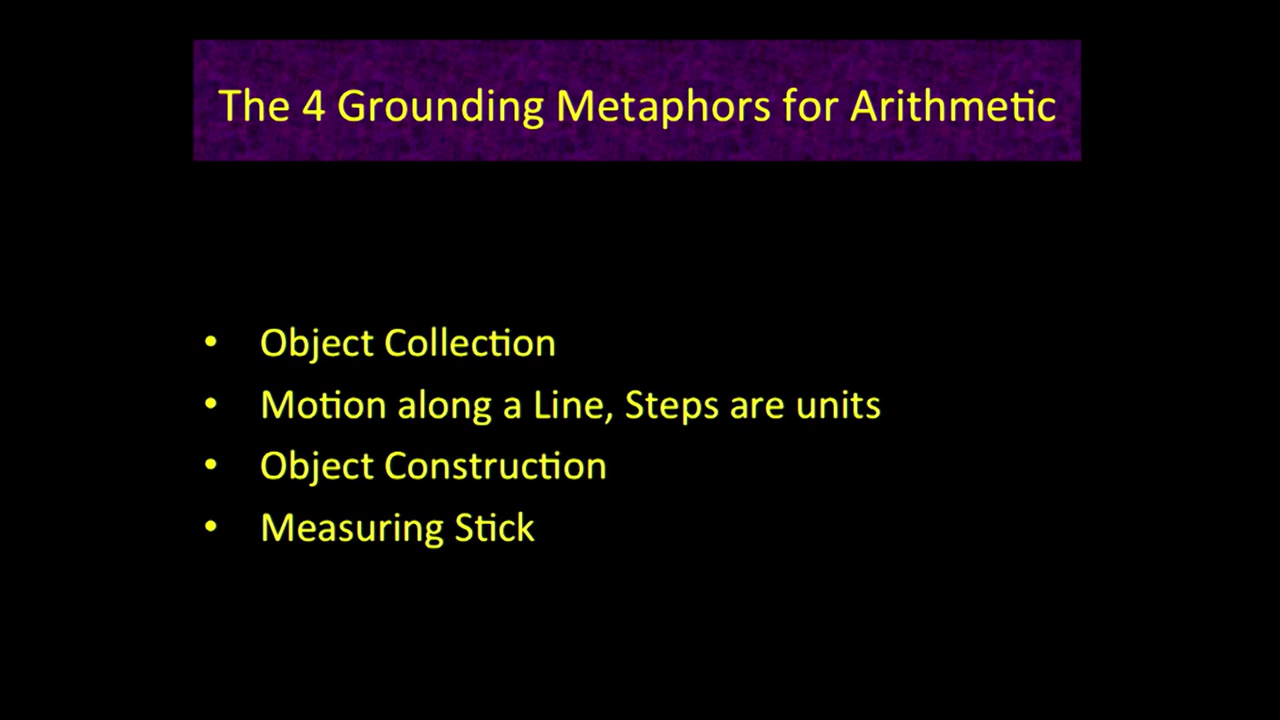 The 4 Grounding Metaphors for Arithmetic
• Object Collection
• Motion along a Line, Steps are units
• Object Construction
• Measuring Stick